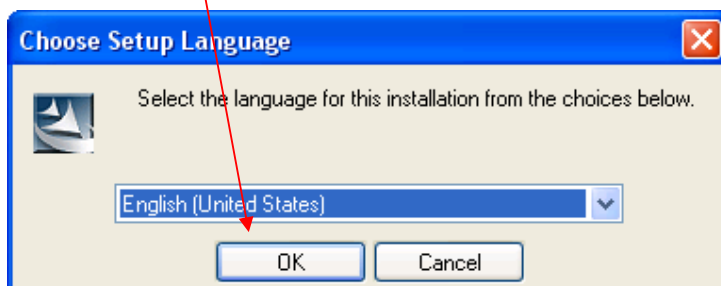 Choose Setup Language
Select the language for this installation from the choices below.
English (United States)
OK Cancel